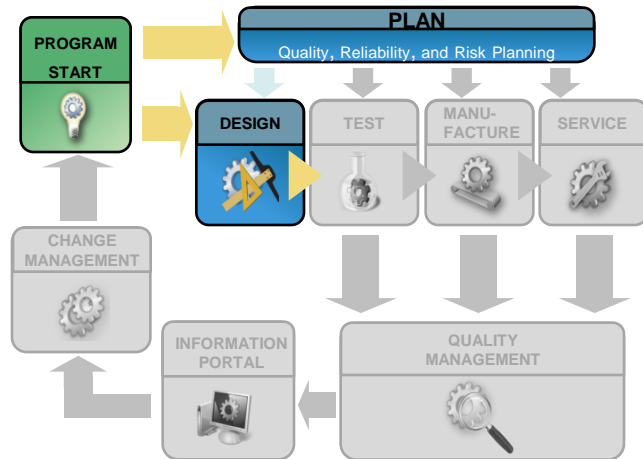 PLAN
PROGRAM
START
Quality, Reliability, and Risk Planning
DESIGN
TEST
MANU-
FACTURE
SERVICE
CHANGE
MANAGEMENT
INFORMATION
PORTAL
QUALITY
MANAGEMENT